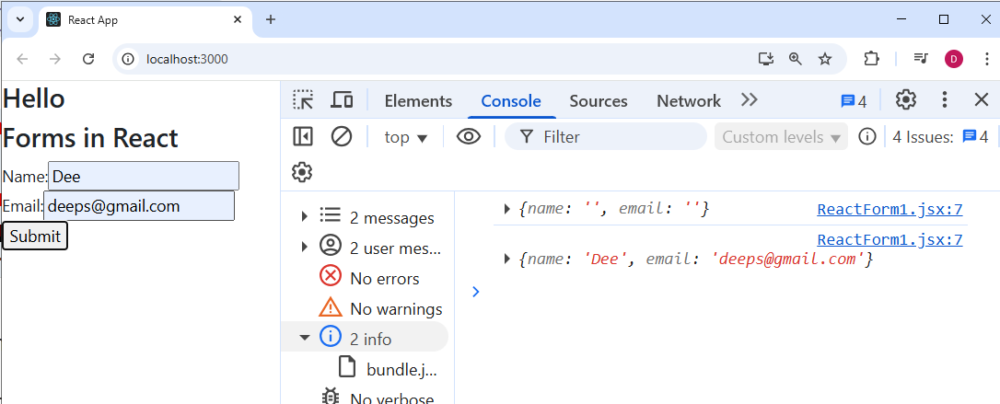 React App
localhost:3000
D
Hello
Forms in React
Name: Dee
Email: deeps@gmail.com
Submit
Elements Console Sources Network 4
top Filter Custom levels 4 Issues: 4
2 messages
2 user mes...
No errors
No warnings
2 info
bundle.j...
No verbose
{name: '', email: ''} ReactForm1.jsx:7
ReactForm1.jsx:7
{name: 'Dee', email: 'deeps@gmail.com'}